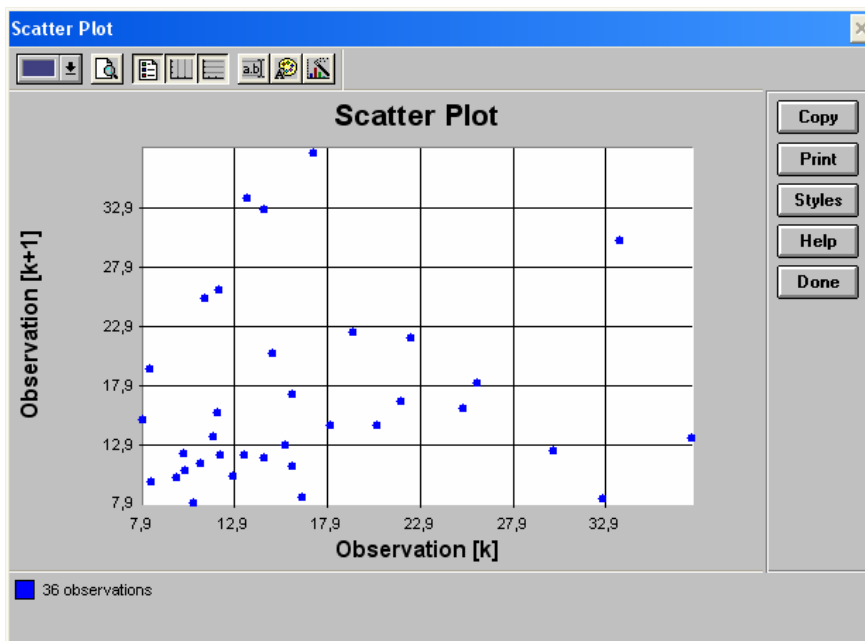 Scatter Plot
a.b
Scatter Plot
Copy
Print
Styles
Help
Done
Observation [k+1]
32,9
27,9
22,9
17,9
12,9
7,9
7,9 12,9 17,9 22,9 27,9 32,9
Observation [k]
36 observations